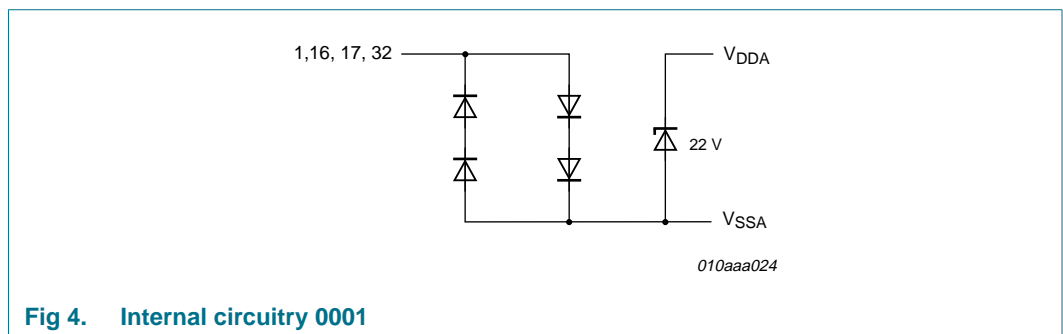 1,16, 17, 32
VDDA
22 V
VSSA
010aaa024
Fig 4. Internal circuitry 0001